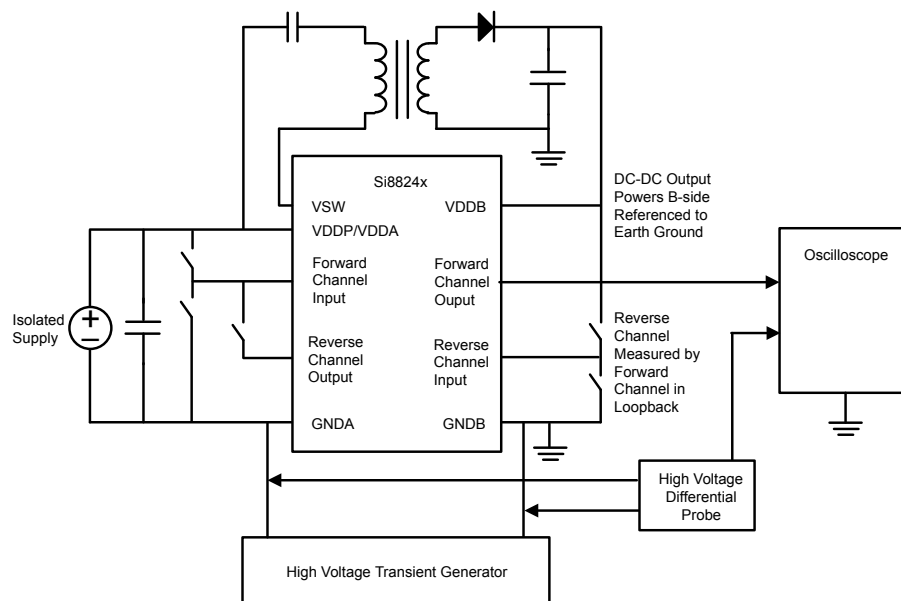 Si8824x
VSW
VDDB
VDDP/VDDA
Forward
Channel
Input
Forward
Channel
Ouput
Reverse
Channel
Output
Reverse
Channel
Input
GNDA
GNDB
Isolated
Supply
+
−
DC-DC Output
Powers B-side
Referenced to
Earth Ground
Reverse
Channel
Measured by
Forward
Channel in
Loopback
Oscilloscope
High Voltage
Differential
Probe
High Voltage Transient Generator